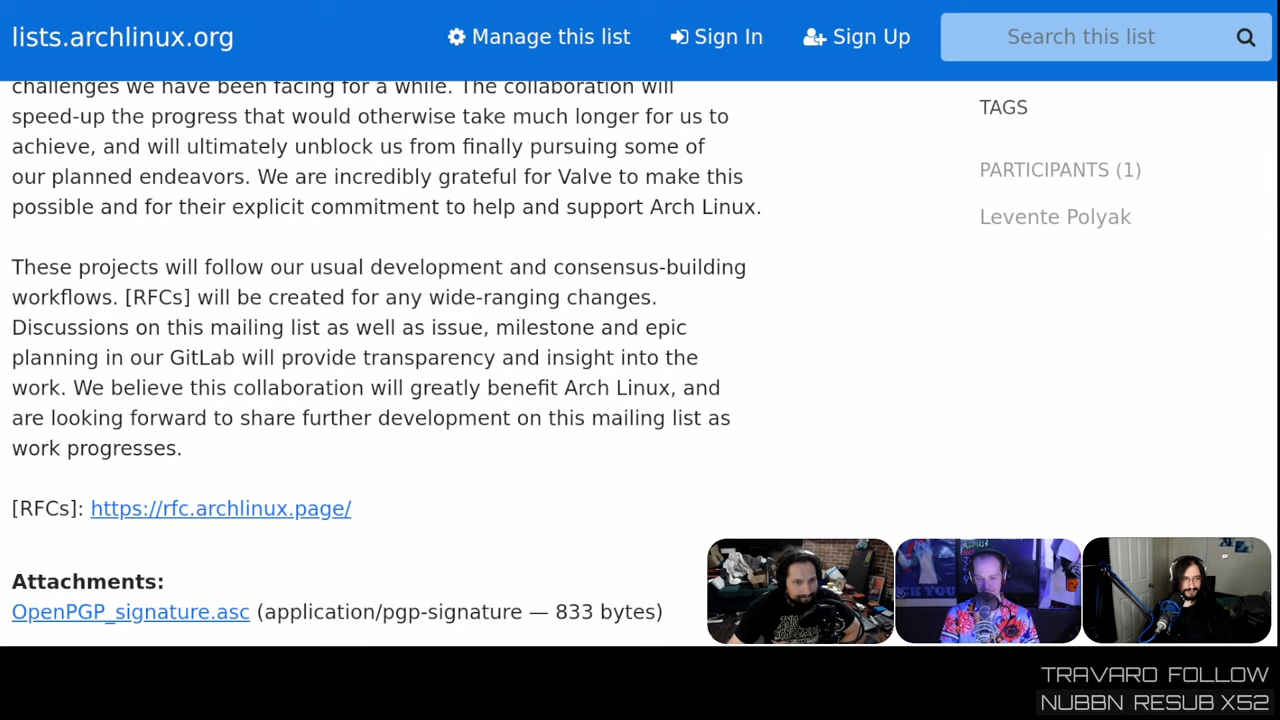 lists.archlinux.org
Manage this list
Sign In
Sign Up
Search this list
challenges we have been facing for a while. The collaboration will
speed-up the progress that would otherwise take much longer for us to
achieve, and will ultimately unblock us from finally pursuing some of
our planned endeavors. We are incredibly grateful for Valve to make this
possible and for their explicit commitment to help and support Arch Linux.
These projects will follow our usual development and consensus-building
workflows. [RFCs] will be created for any wide-ranging changes.
Discussions on this mailing list as well as issue, milestone and epic
planning in our GitLab will provide transparency and insight into the
work. We believe this collaboration will greatly benefit Arch Linux, and
are looking forward to share further development on this mailing list as
work progresses.
[RFCs]: https://rfc.archlinux.page/
Attachments:
OpenPGP_signature.asc (application/pgp-signature — 833 bytes)
TAGS
PARTICIPANTS (1)
Levente Polyak
TRAVARO FOLLOW
NUBBN RESUB X52